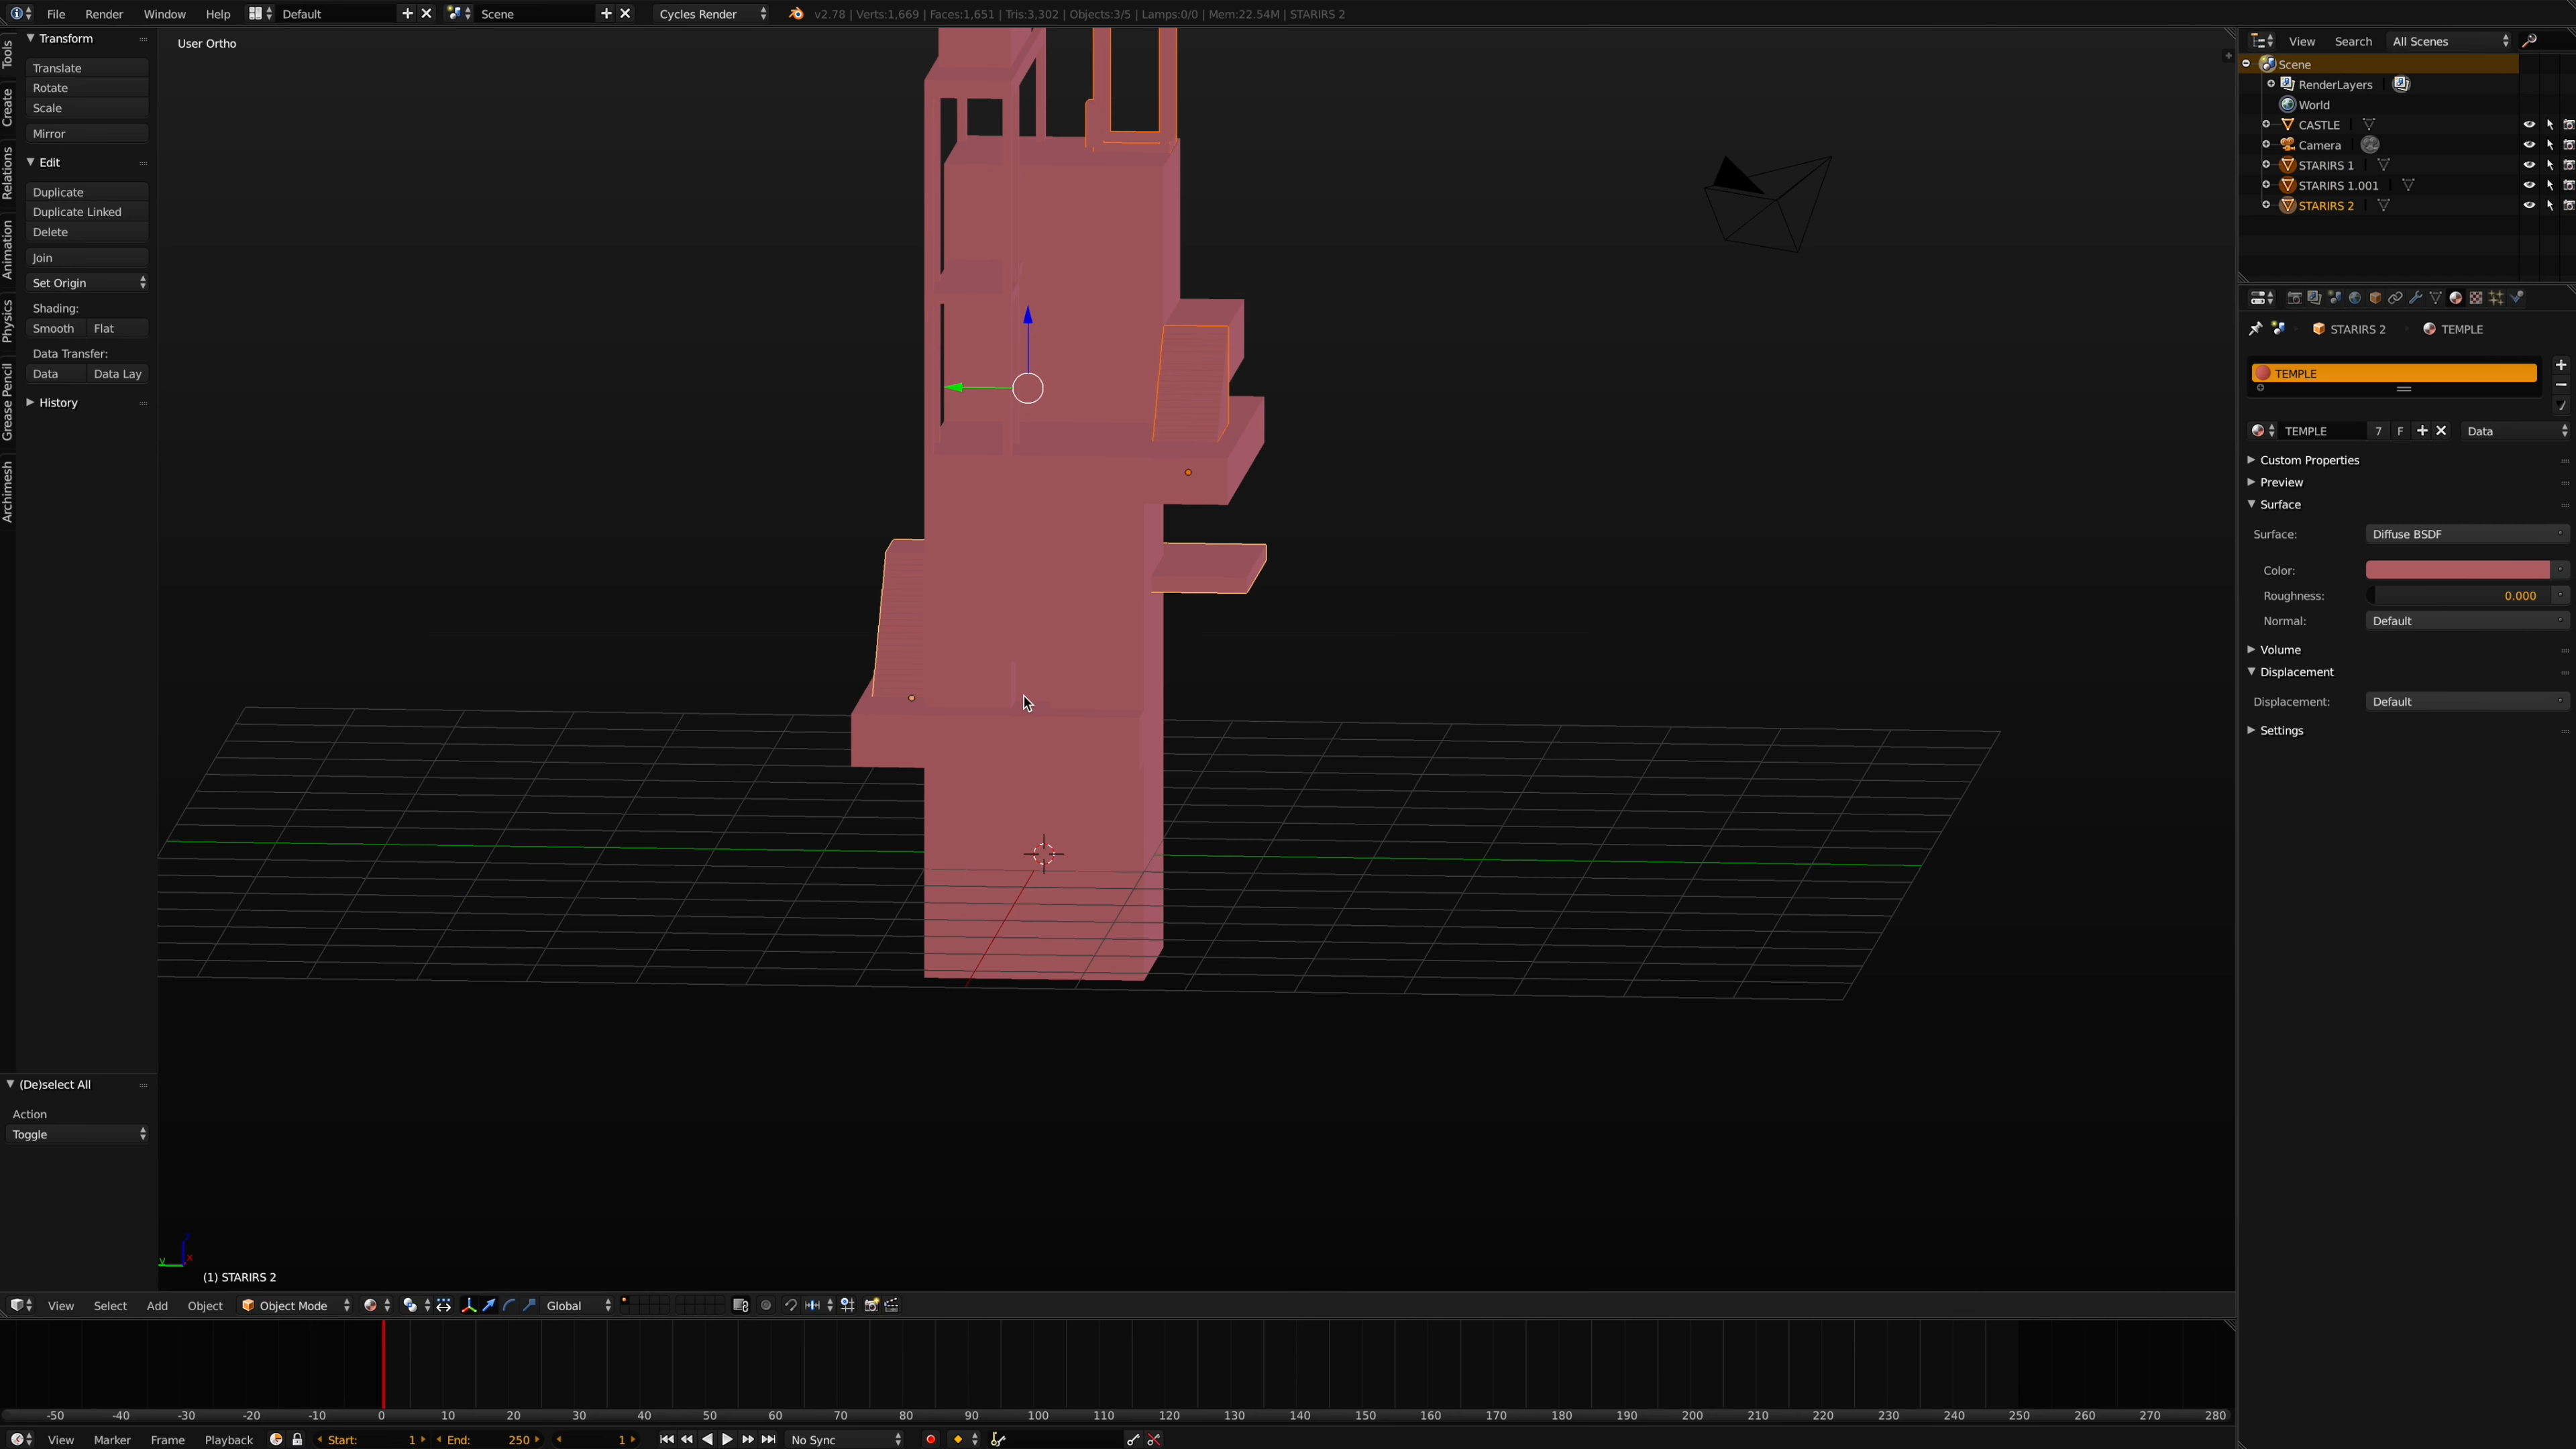 File Render Window Help Default Scene Cycles Render v2.78 | Verts:1,669 | Faces:1,651 | Tris:3,302 | Objects:3/5 | Lamps:0/0 | Mem:22.54M | STARIRS 2
Tools
Create
Relations
Animation
Physics
Grease Pencil
Archimesh
Transform
Translate
Rotate
Scale
Mirror
Edit
Duplicate
Duplicate Linked
Delete
Join
Set Origin
Shading:
Smooth Flat
Data Transfer:
Data Data Lay
History
(De)select All
Action
Toggle
User Ortho
(1) STARIRS 2
View Search All Scenes
Scene
RenderLayers
World
CASTLE
Camera
STARIRS 1
STARIRS 1.001
STARIRS 2
STARIRS 2 TEMPLE
TEMPLE
TEMPLE 7 F Data
Custom Properties
Preview
Surface
Surface: Diffuse BSDF
Color:
Roughness: 0.000
Normal: Default
Volume
Displacement
Displacement: Default
Settings
View Select Add Object Object Mode Global
-50 -40 -30 -20 -10 0 10 20 30 40 50 60 70 80 90 100 110 120 130 140 150 160 170 180 190 200 210 220 230 240 250 260 270 280
View Marker Frame Playback Start: 1 End: 250 1 No Sync